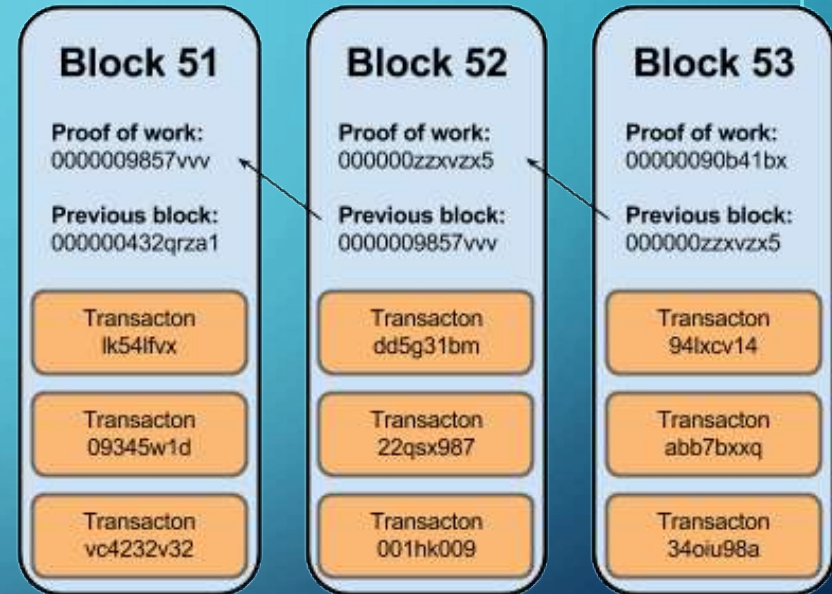 Block 51
Proof of work:
0000009857vvv
Previous block:
000000432qrza1
Transacton
lk54lfvx
Transacton
09345w1d
Transacton
vc4232v32
Block 52
Proof of work:
000000zzxvzx5
Previous block:
0000009857vvv
Transacton
dd5g31bm
Transacton
22qsx987
Transacton
001hk009
Block 53
Proof of work:
00000090b41bx
Previous block:
000000zzxvzx5
Transacton
94lxcv14
Transacton
abb7bxxq
Transacton
34oiu98a